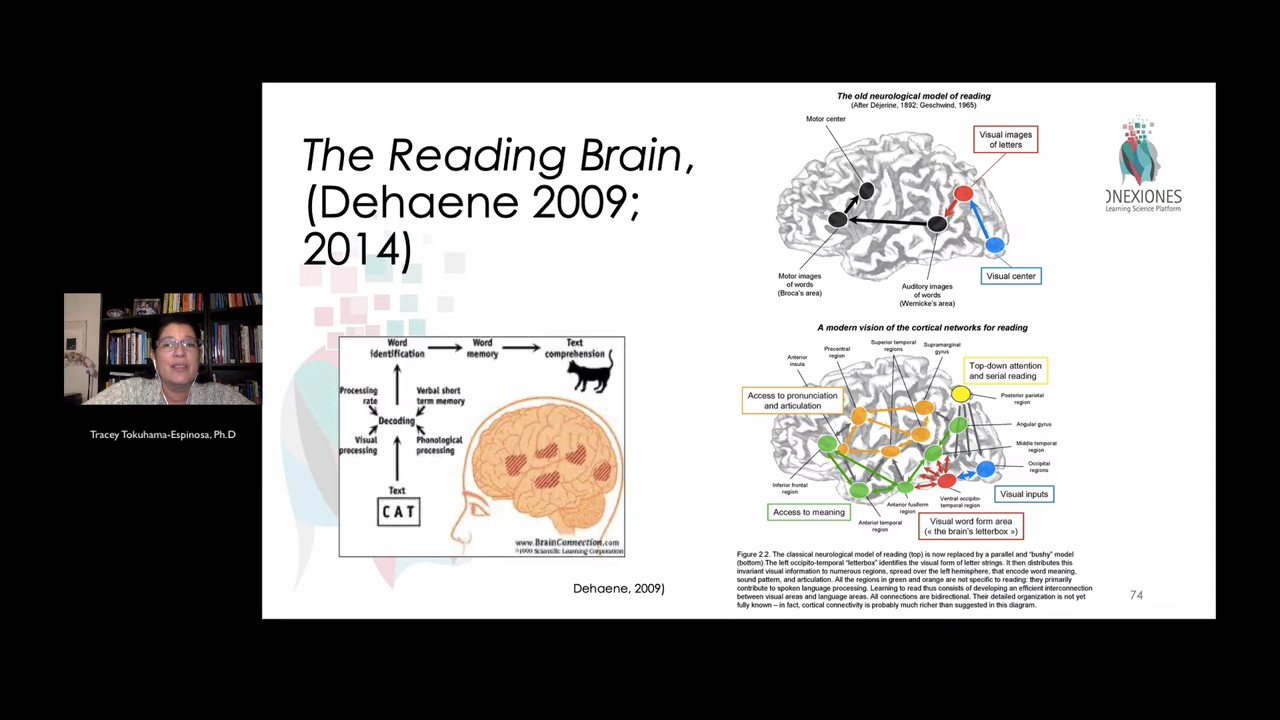 The Reading Brain,
(Dehaene 2009;
2014)
Word
identification
Word
memory
Text
comprehension
Processing
rate
Verbal short
term memory
Decoding
Visual
processing
Phonological
processing
Text
CAT
www.BrainConnection.com
©1999 Scientific Learning Corporation
Dehaene, 2009)
Tracey Tokuhama-Espinosa, Ph.D
The old neurological model of reading
(After Déjerine, 1892; Geschwind, 1965)
Motor center
Visual images
of letters
Motor images
of words
(Broca's area)
Auditory images
of words
(Wernicke's area)
Visual center
A modern vision of the cortical networks for reading
Anterior
insula
Precentral
region
Superior temporal
regions
Supramarginal
gyrus
Top-down attention
and serial reading
Access to pronunciation
and articulation
Posterior parietal
region
Angular gyrus
Middle temporal
region
Occipital
regions
Inferior frontal
region
Visual inputs
Access to meaning
Anterior temporal
region
Anterior fusiform
region
Ventral occipito-
temporal region
Visual word form area
(« the brain's letterbox »)
Figure 2.2. The classical neurological model of reading (top) is now replaced by a parallel and "bushy" model
(bottom).The left occipito-temporal "letterbox" identifies the visual form of letter strings. It then distributes this
invariant visual information to numerous regions, spread over the left hemisphere, that encode word meaning,
sound pattern, and articulation. All the regions in green and orange are not specific to reading; they primarily
contribute to spoken language processing. Learning to read thus consists of developing an efficient interconnection
between visual areas and language areas. All connections are bidirectional. Their detailed organization is not yet
fully known – in fact, cortical connectivity is probably much richer than suggested in this diagram.
ONEXIONES
Learning Science Platform
74